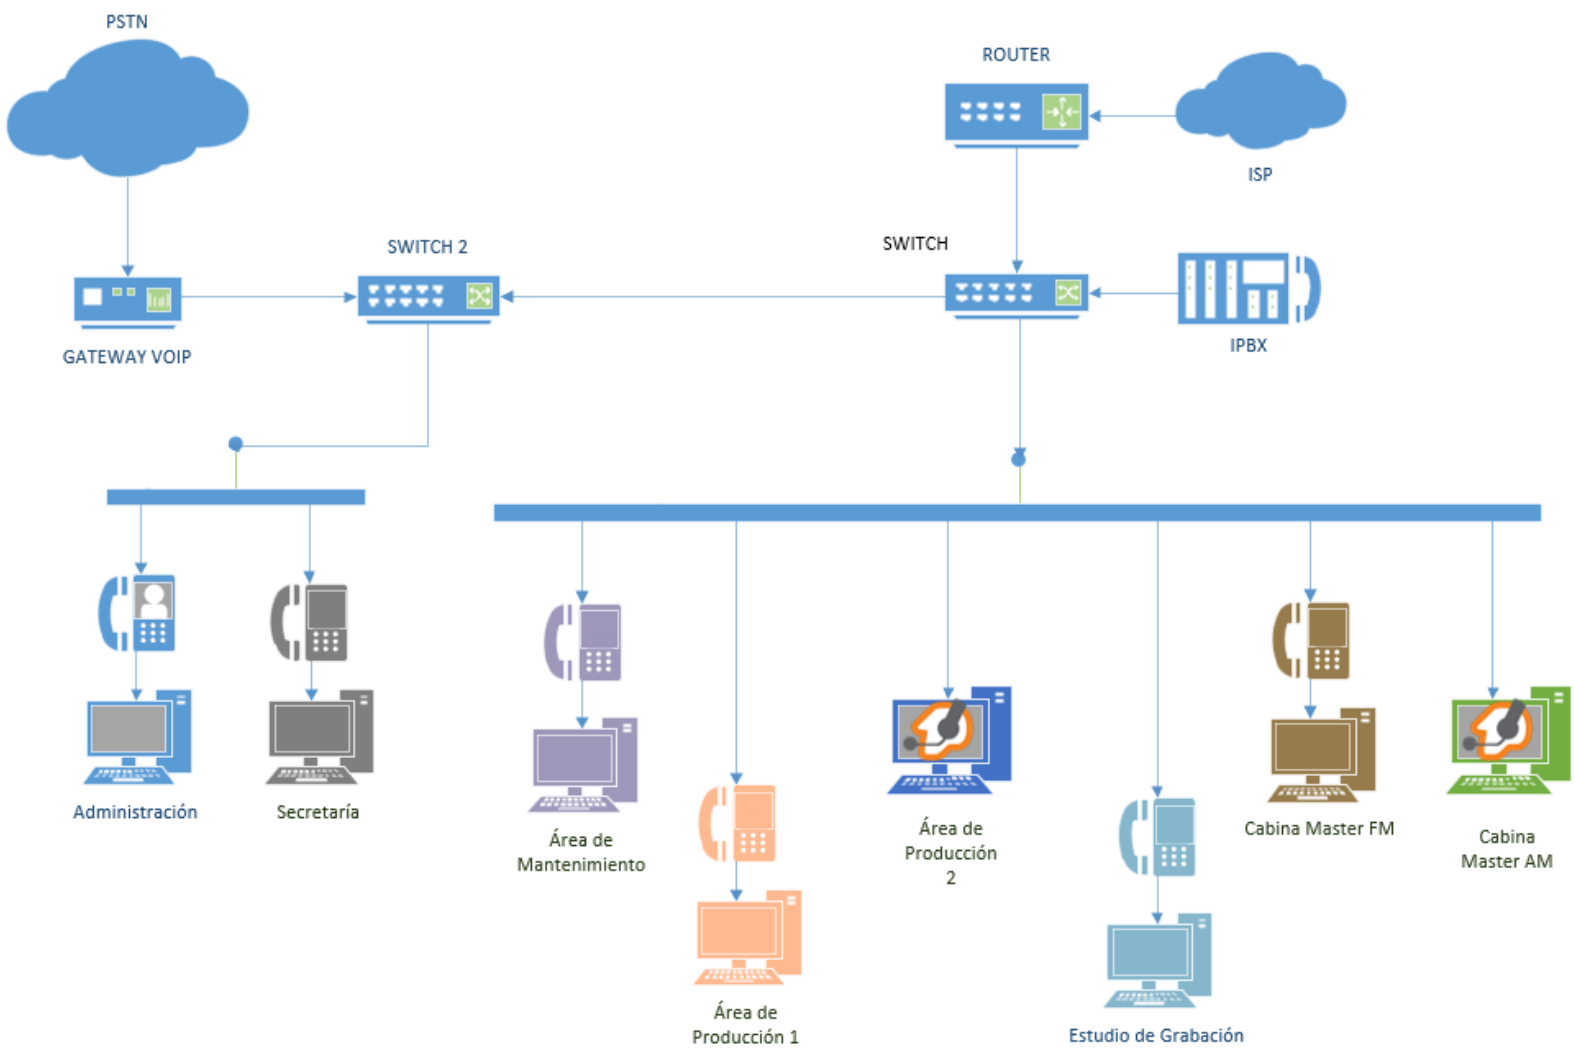 PSTN
ROUTER
ISP
SWITCH 2
SWITCH
GATEWAY VOIP
IPBX
Administración
Secretaría
Área de
Mantenimiento
Área de
Producción 1
Área de
Producción
2
Estudio de Grabación
Cabina Master FM
Cabina
Master AM